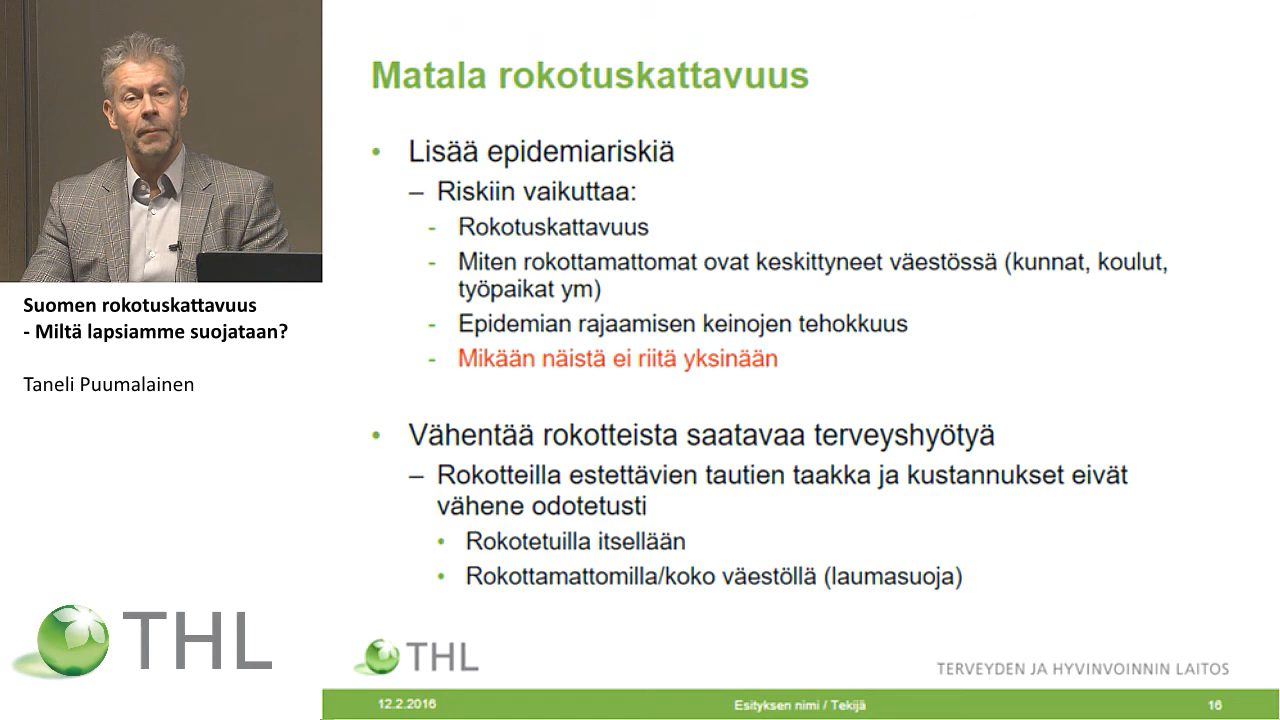 Matala rokotuskattavuus
• Lisää epidemiariskiä
– Riskiin vaikuttaa:
- Rokotuskattavuus
- Miten rokottamattomat ovat keskittyneet väestössä (kunnat, koulut,
työpaikat ym)
- Epidemian rajaamisen keinojen tehokkuus
- Mikään näistä ei riitä yksinään
• Vähentää rokotteista saatavaa terveyshyötyä
– Rokotteilla estettävien tautien taakka ja kustannukset eivät
vähene odotetusti
• Rokotetuilla itsellään
• Rokottamattomilla/koko väestöllä (laumasuoja)
Suomen rokotuskattavuus
- Miltä lapsiamme suojataan?
Taneli Puumalainen
THL
THL
TERVEYDEN JA HYVINVOINNIN LAITOS
12.2.2016
Esityksen nimi / Tekijä
16